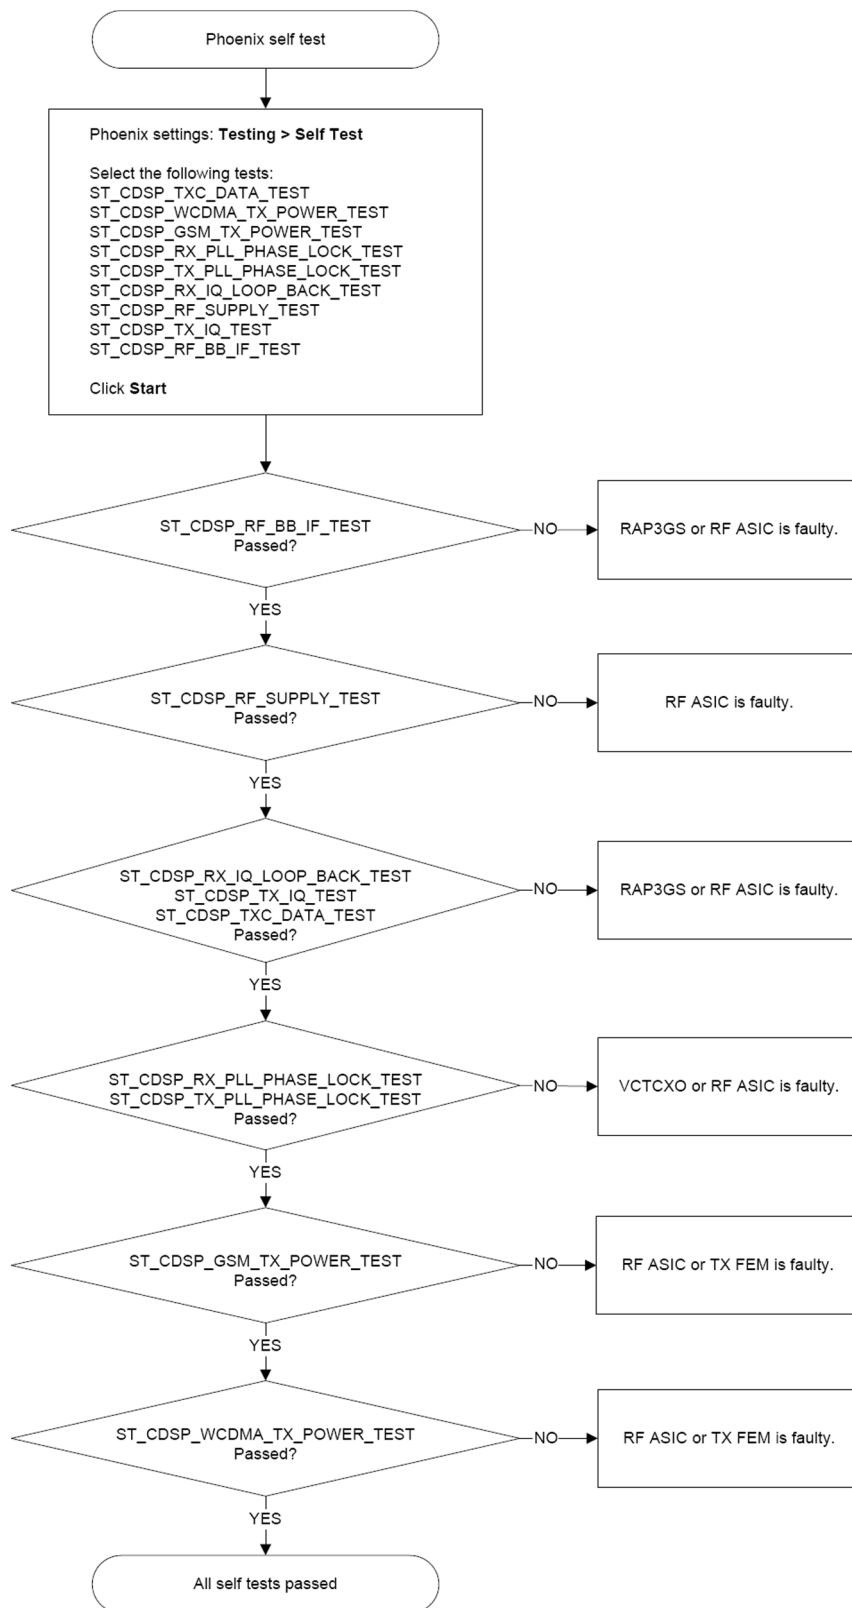 Phoenix self test
Phoenix settings: Testing > Self Test
Select the following tests:
ST_CDSP_TXC_DATA_TEST
ST_CDSP_WCDMA_TX_POWER_TEST
ST_CDSP_GSM_TX_POWER_TEST
ST_CDSP_RX_PLL_PHASE_LOCK_TEST
ST_CDSP_TX_PLL_PHASE_LOCK_TEST
ST_CDSP_RX_IQ_LOOP_BACK_TEST
ST_CDSP_RF_SUPPLY_TEST
ST_CDSP_TX_IQ_TEST
ST_CDSP_RF_BB_IF_TEST
Click Start
ST_CDSP_RF_BB_IF_TEST
Passed?
NO
RAP3GS or RF ASIC is faulty.
YES
ST_CDSP_RF_SUPPLY_TEST
Passed?
NO
RF ASIC is faulty.
YES
ST_CDSP_RX_IQ_LOOP_BACK_TEST
ST_CDSP_TX_IQ_TEST
ST_CDSP_TXC_DATA_TEST
Passed?
NO
RAP3GS or RF ASIC is faulty.
YES
ST_CDSP_RX_PLL_PHASE_LOCK_TEST
ST_CDSP_TX_PLL_PHASE_LOCK_TEST
Passed?
NO
VCTCXO or RF ASIC is faulty.
YES
ST_CDSP_GSM_TX_POWER_TEST
Passed?
NO
RF ASIC or TX FEM is faulty.
YES
ST_CDSP_WCDMA_TX_POWER_TEST
Passed?
NO
RF ASIC or TX FEM is faulty.
YES
All self tests passed